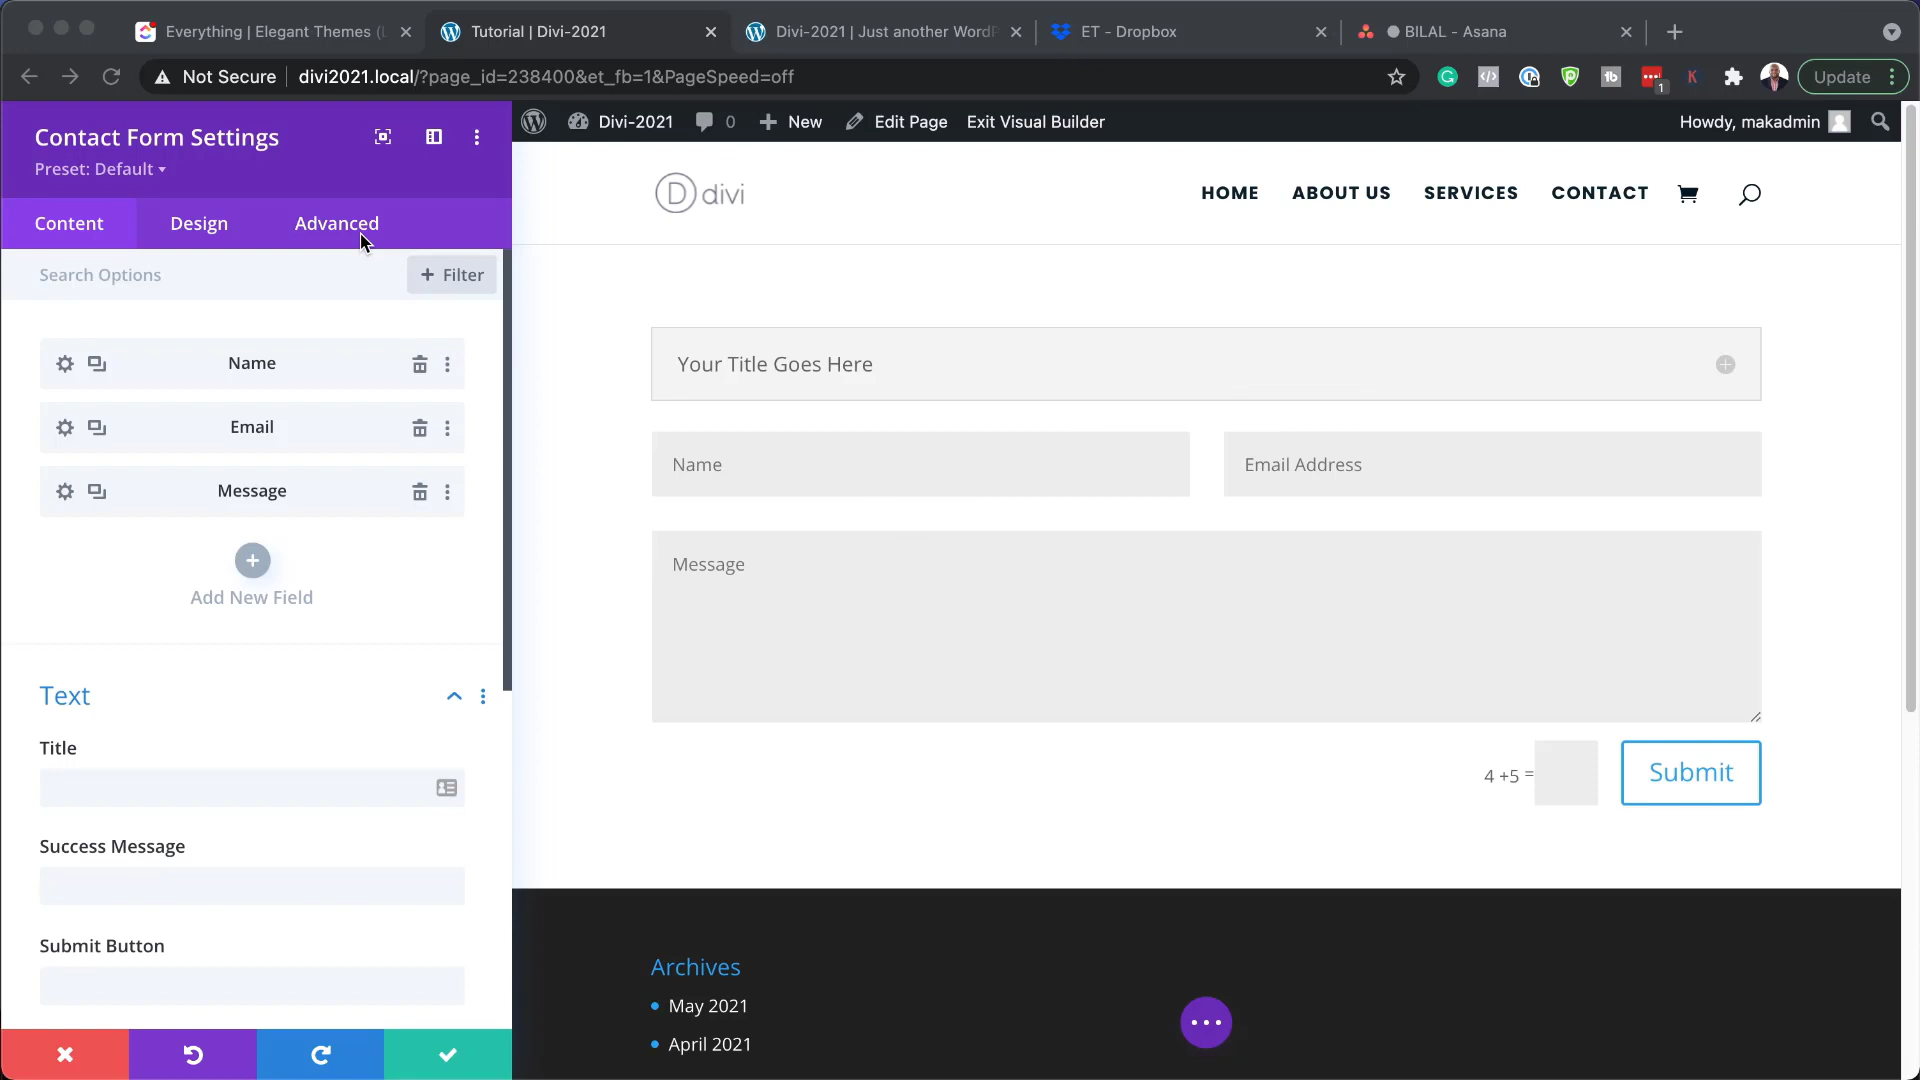 Everything | Elegant Themes (L
Tutorial | Divi-2021
Divi-2021 | Just another WordP
ET - Dropbox
BILAL - Asana
Not Secure
divi2021.local/?page_id=238400&et_fb=1&PageSpeed=off
1
Update
Contact Form Settings
Preset: Default
Divi-2021
0
New
Edit Page
Exit Visual Builder
Howdy, makadmin
Content
Design
Advanced
D divi
HOME
ABOUT US
SERVICES
CONTACT
Search Options
+ Filter
Name
Email
Message
Add New Field
Your Title Goes Here
Name
Email Address
Message
4 +5 =
Submit
Text
Title
Success Message
Submit Button
Archives
May 2021
April 2021